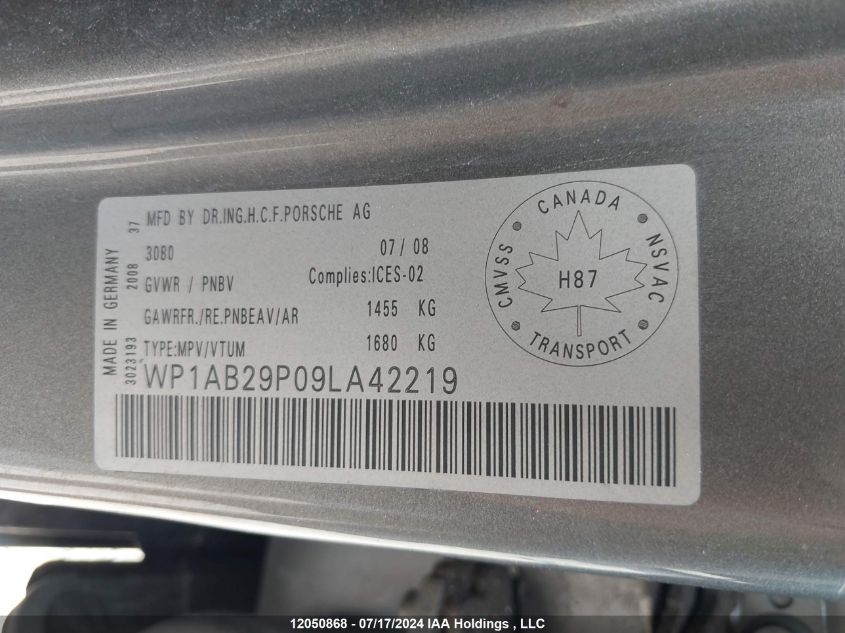 MFD BY DR.ING.H.C.F.PORSCHE AG
3080 07/08
GVWR / PNBV Complies:ICES-02
GAWRFR./RE.PNBEAV/AR 1455 KG
TYPE:MPV/VTUM 1680 KG
WP1AB29P09LA42219
MADE IN GERMANY
3023193 2008 37
CANADA
CMVSS NSVAC
H87
TRANSPORT
12050868 - 07/17/2024 IAA Holdings , LLC